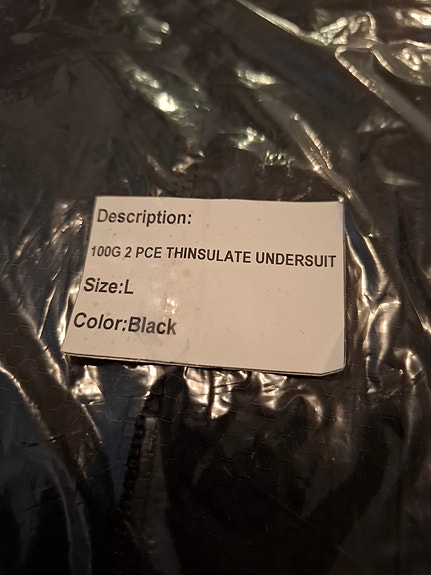 Description:
100G 2 PCE THINSULATE UNDERSUIT
Size:L
Color:Black